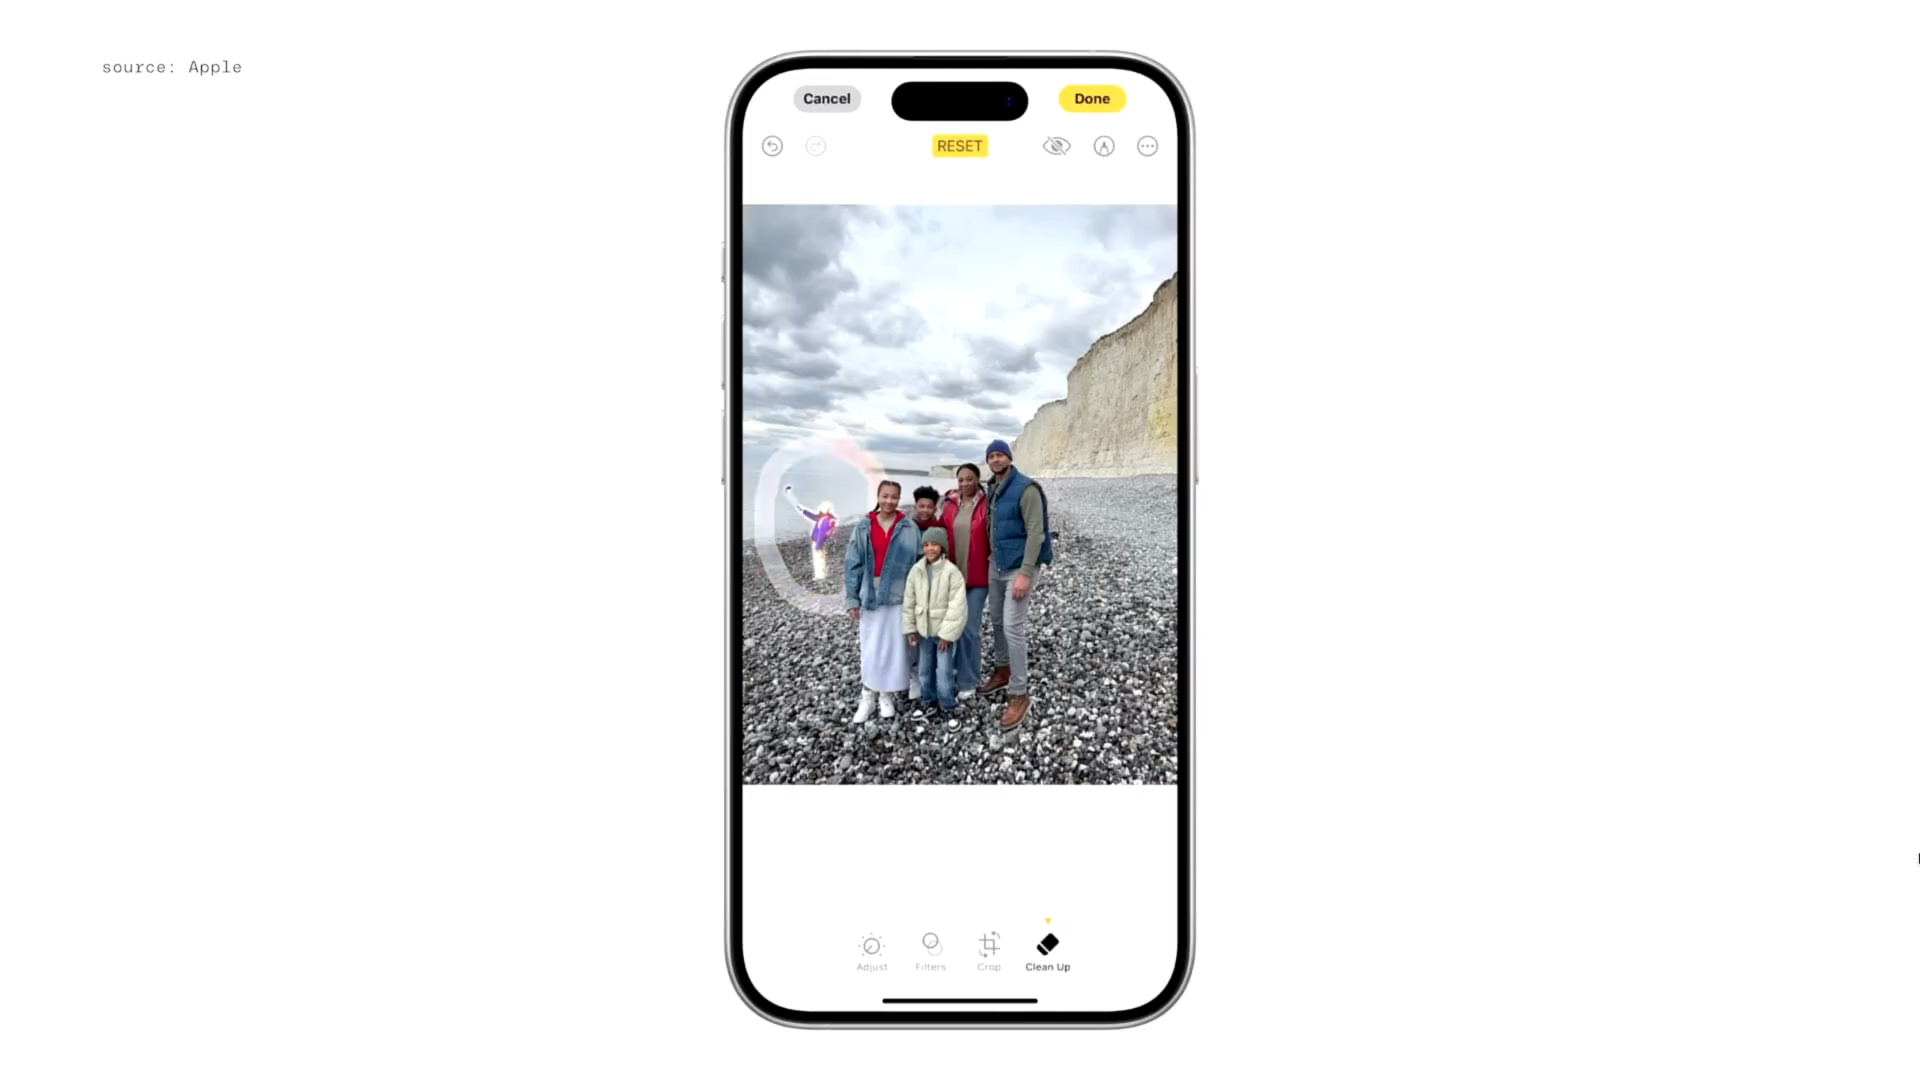 source: Apple
Cancel
Done
RESET
Adjust
Filters
Crop
Clean Up